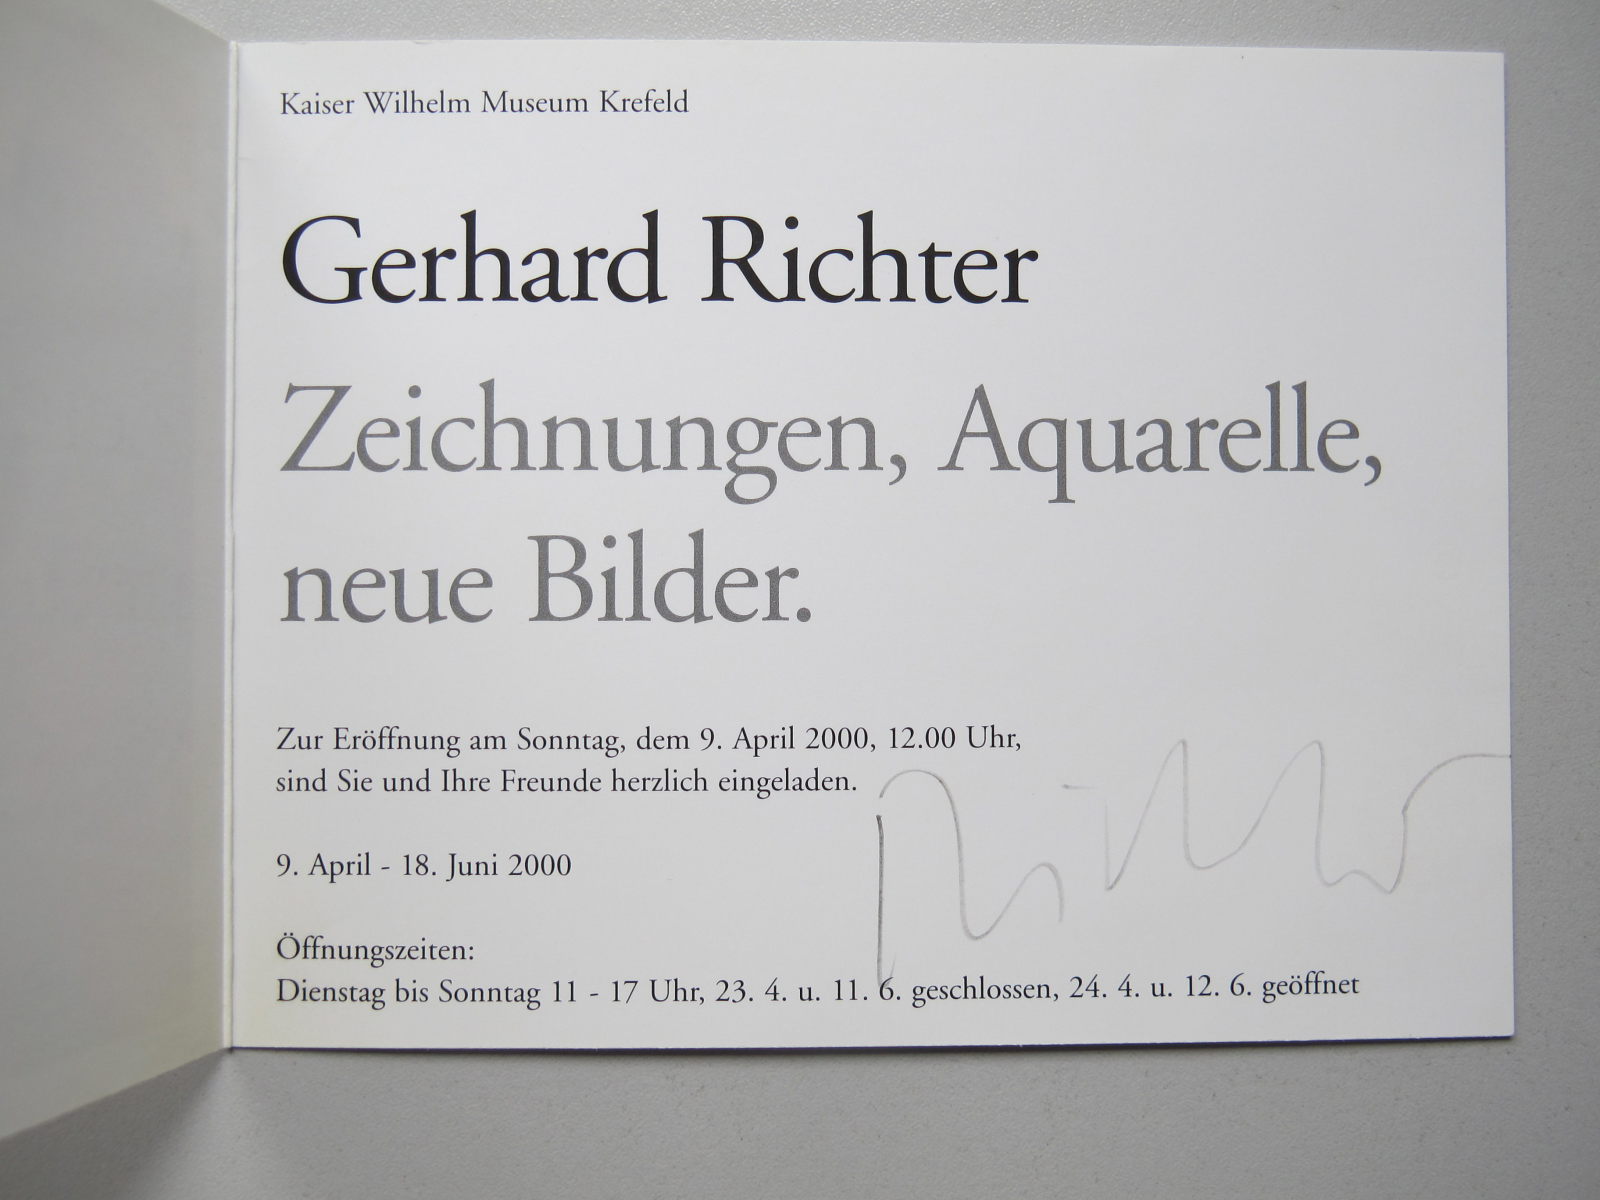 Kaiser Wilhelm Museum Krefeld
Gerhard Richter
Zeichnungen, Aquarelle,
neue Bilder.
Zur Eröffnung am Sonntag, dem 9. April 2000, 12.00 Uhr,
sind Sie und Ihre Freunde herzlich eingeladen.
Richter
9. April - 18. Juni 2000
Öffnungszeiten:
Dienstag bis Sonntag 11 - 17 Uhr, 23. 4. u. 11. 6. geschlossen, 24. 4. u. 12. 6. geöffnet